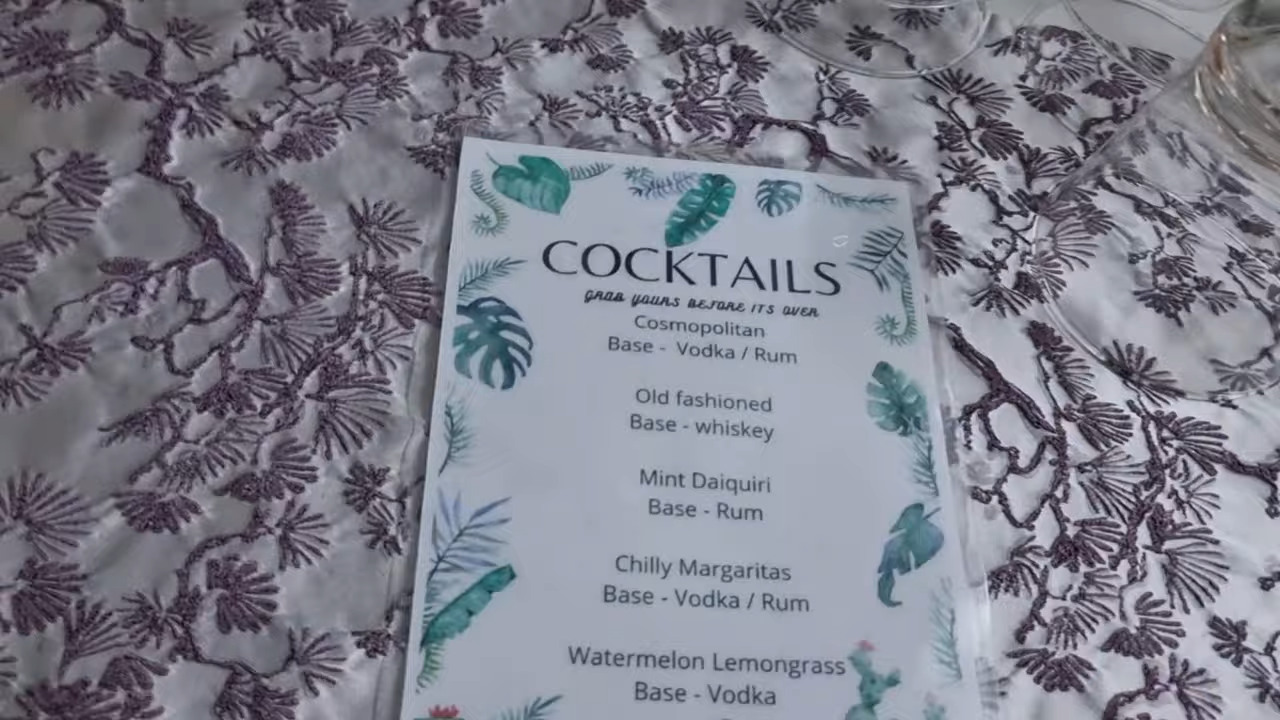 COCKTAILS
GRAB YOURS BEFORE ITS OVER
Cosmopolitan
Base - Vodka / Rum
Old fashioned
Base - whiskey
Mint Daiquiri
Base - Rum
Chilly Margaritas
Base - Vodka / Rum
Watermelon Lemongrass
Base - Vodka